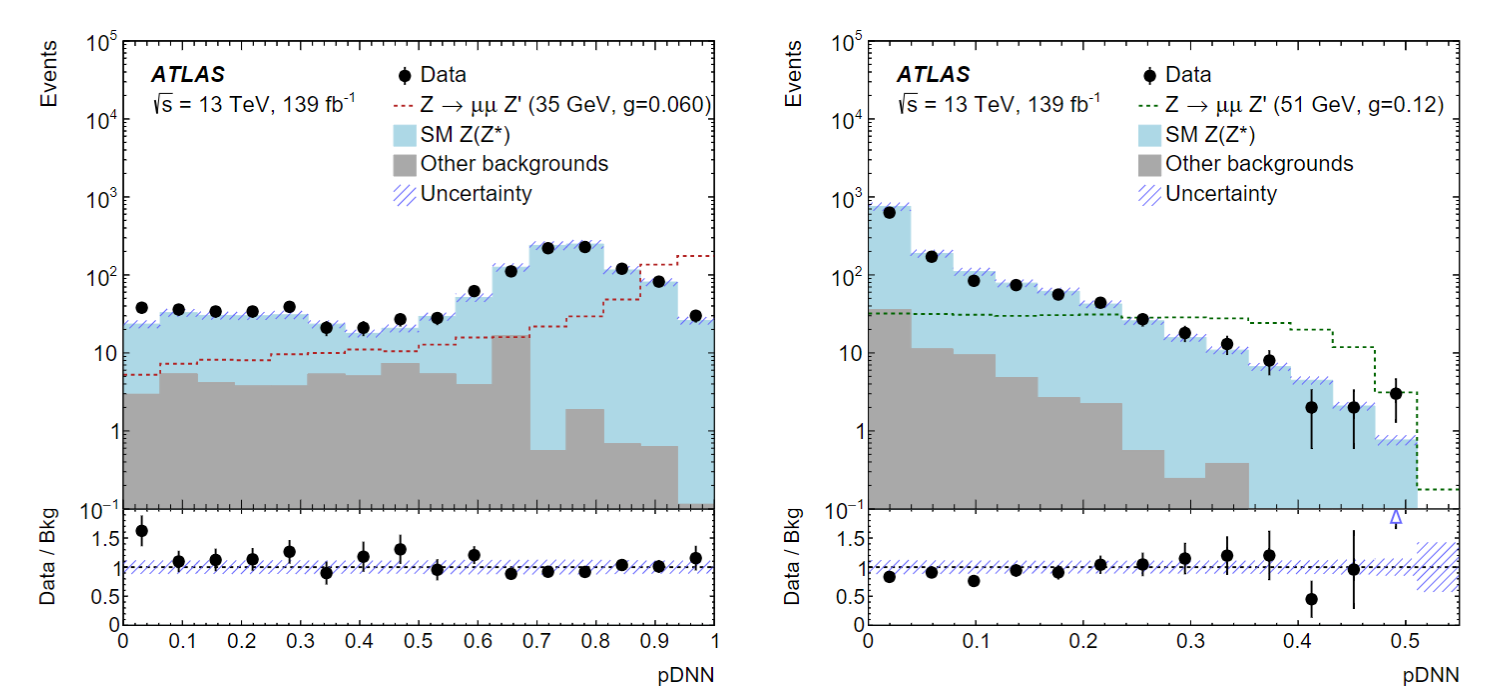 Events
10⁵
10⁴
10³
10²
10
1
10⁻¹
ATLAS
√s = 13 TeV, 139 fb⁻¹
Data
Z → μμ Z' (35 GeV, g=0.060)
SM Z(Z*)
Other backgrounds
Uncertainty
Data / Bkg
1.5
1
0.5
0
0 0.1 0.2 0.3 0.4 0.5 0.6 0.7 0.8 0.9 1
pDNN
Events
10⁵
10⁴
10³
10²
10
1
10⁻¹
ATLAS
√s = 13 TeV, 139 fb⁻¹
Data
Z → μμ Z' (51 GeV, g=0.12)
SM Z(Z*)
Other backgrounds
Uncertainty
Data / Bkg
1.5
1
0.5
0
0 0.1 0.2 0.3 0.4 0.5
pDNN